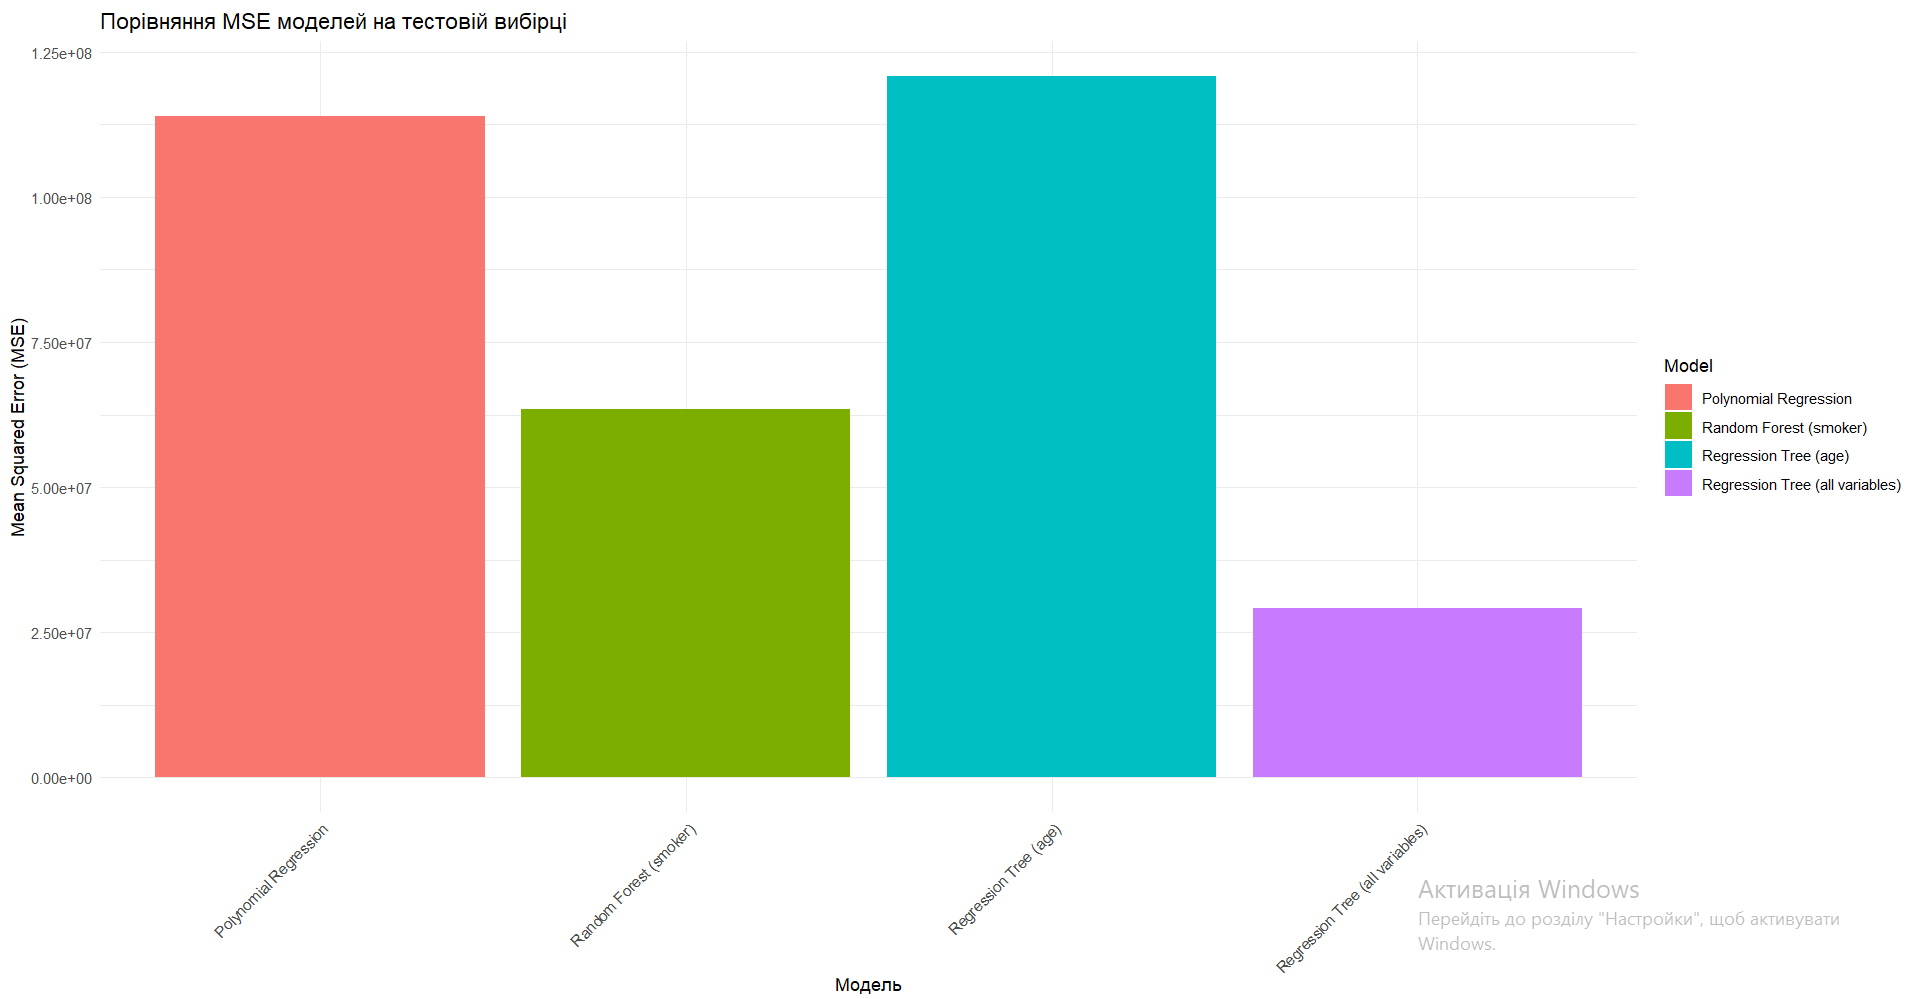 Порівняння MSE моделей на тестовій вибірці
Mean Squared Error (MSE)
1.25e+08
1.00e+08
7.50e+07
5.00e+07
2.50e+07
0.00e+00
Polynomial Regression
Random Forest (smoker)
Regression Tree (age)
Regression Tree (all variables)
Модель
Model
Polynomial Regression
Random Forest (smoker)
Regression Tree (age)
Regression Tree (all variables)
Активація Windows
Перейдіть до розділу "Настройки", щоб активувати
Windows.